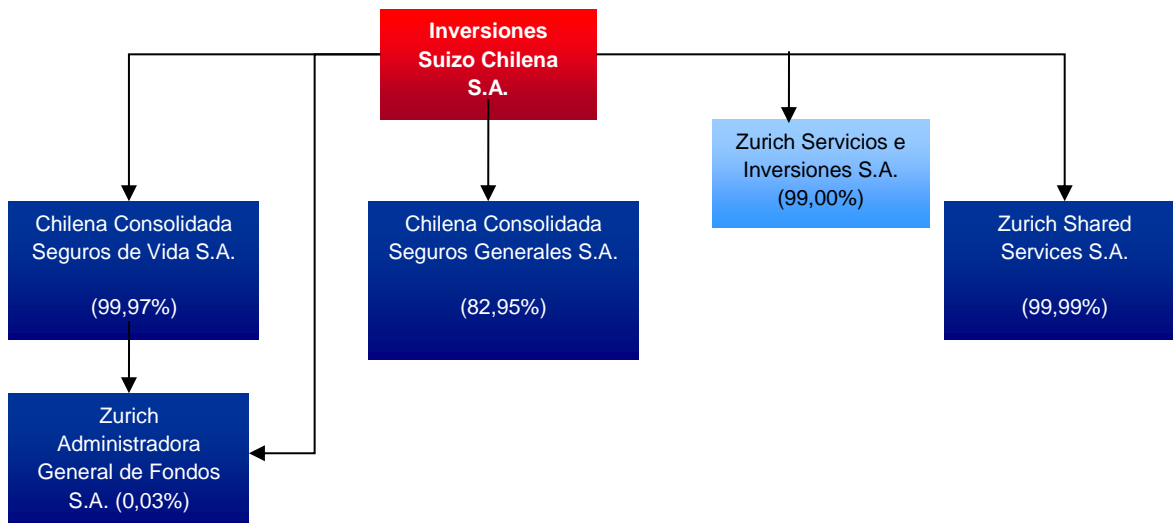 Inversiones
Suizo Chilena
S.A.
Zurich Servicios e
Inversiones S.A.
(99,00%)
Chilena Consolidada
Seguros de Vida S.A.
(99,97%)
Chilena Consolidada
Seguros Generales S.A.
(82,95%)
Zurich Shared
Services S.A.
(99,99%)
Zurich
Administradora
General de Fondos
S.A. (0,03%)